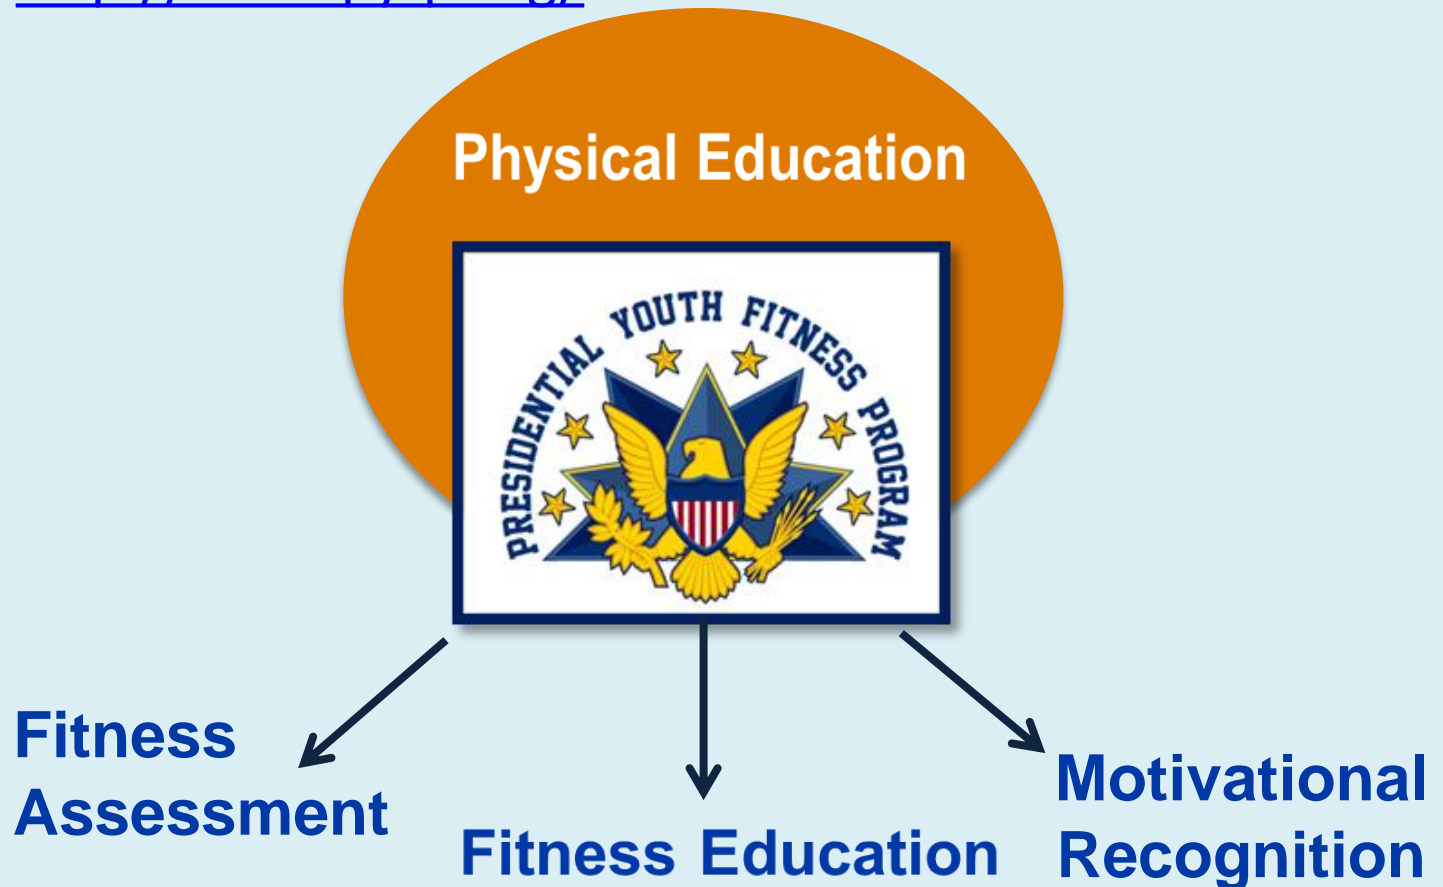 Physical Education
PRESIDENTIAL YOUTH FITNESS PROGRAM
Fitness
Assessment
Fitness Education
Motivational
Recognition